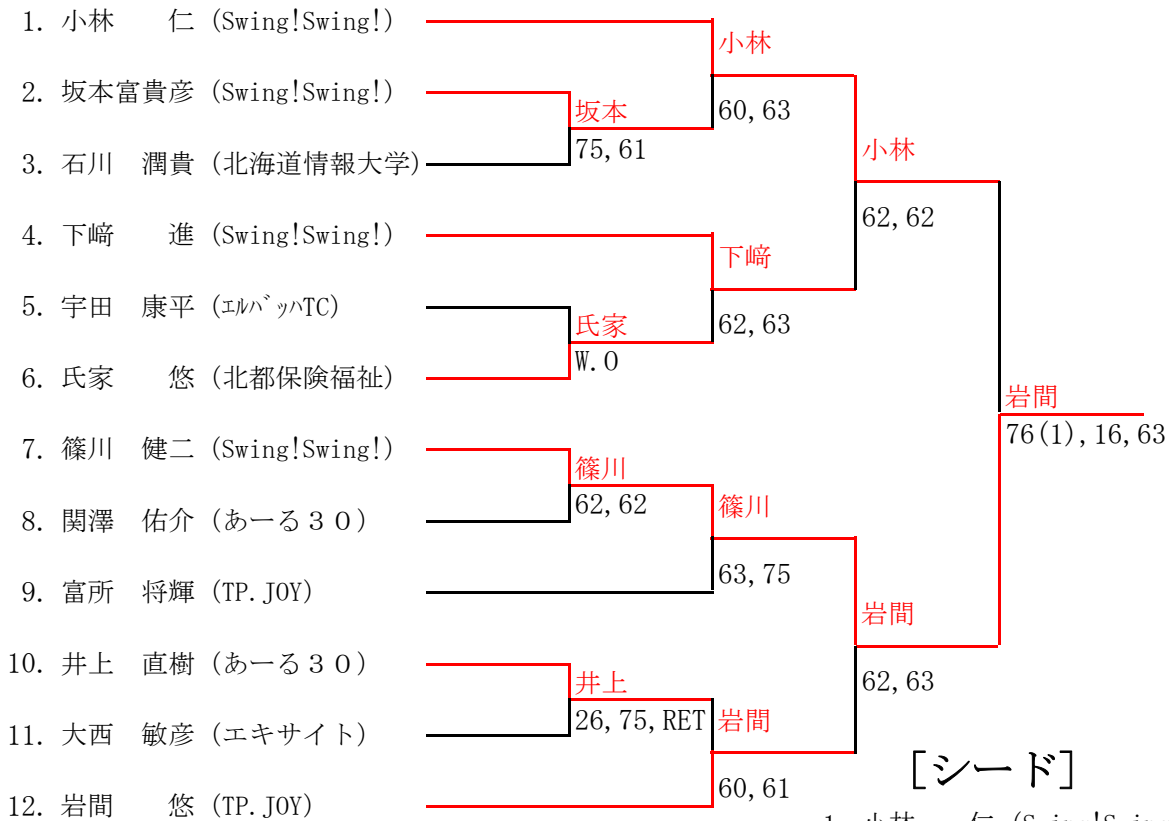 1. 小林　　仁 (Swing!Swing!)
小林
2. 坂本富貴彦 (Swing!Swing!)
坂本
60,63
75,61
3. 石川　潤貴 (北海道情報大学)
小林
62,62
4. 下﨑　　進 (Swing!Swing!)
下﨑
5. 宇田　康平 (ｴﾙﾊﾞｯﾊTC)
氏家
62,63
W.O
6. 氏家　　悠 (北都保険福祉)
岩間
76(1),16,63
7. 篠川　健二 (Swing!Swing!)
篠川
62,62
篠川
8. 関澤　佑介 (あーる３０)
63,75
9. 富所　将輝 (TP.JOY)
岩間
10. 井上　直樹 (あーる３０)
井上
62,63
26,75,RET
岩間
11. 大西　敏彦 (エキサイト)
[シード]
60,61
12. 岩間　　悠 (TP.JOY)